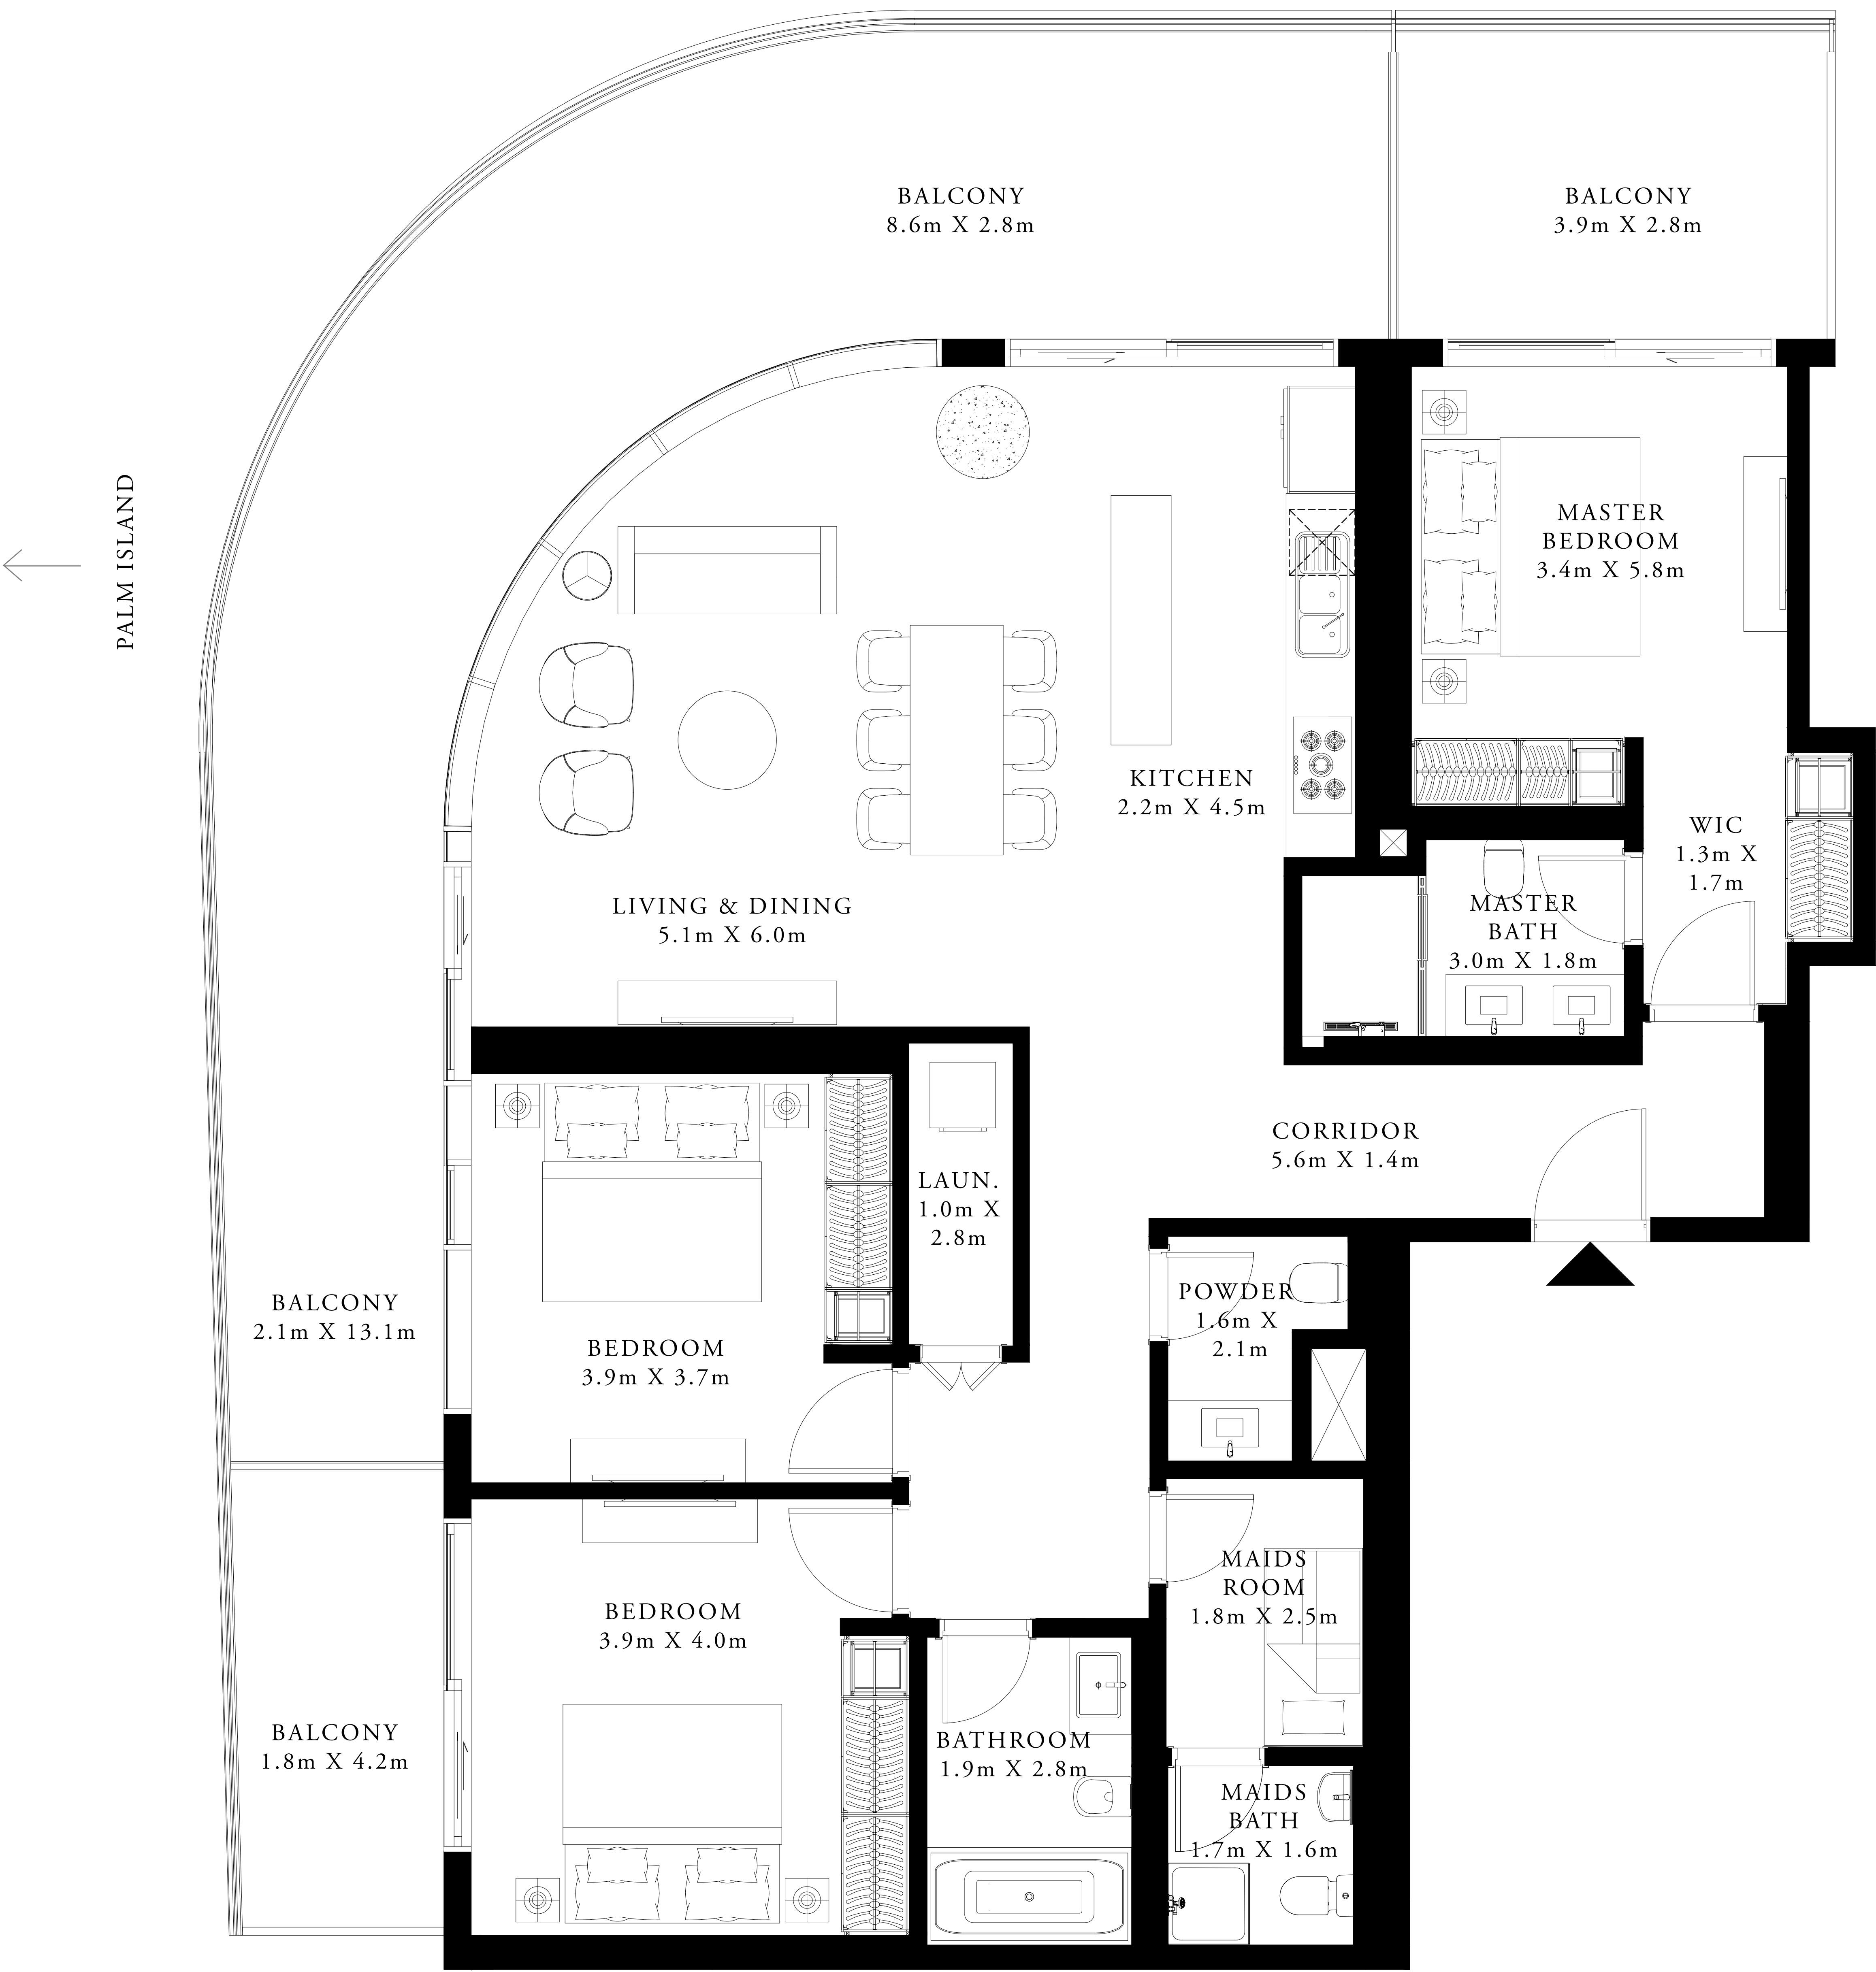 BALCONY
8.6m X 2.8m
BALCONY
3.9m X 2.8m
PALM ISLAND
MASTER
BEDROOM
3.4m X 5.8m
KITCHEN
2.2m X 4.5m
WIC
1.3m X
1.7m
LIVING & DINING
5.1m X 6.0m
MASTER
BATH
3.0m X 1.8m
CORRIDOR
5.6m X 1.4m
LAUN.
1.0m X
2.8m
POWDER
1.6m X
2.1m
BALCONY
2.1m X 13.1m
BEDROOM
3.9m X 3.7m
MAIDS
ROOM
1.8m X 2.5m
BEDROOM
3.9m X 4.0m
BALCONY
1.8m X 4.2m
BATHROOM
1.9m X 2.8m
MAIDS
BATH
1.7m X 1.6m